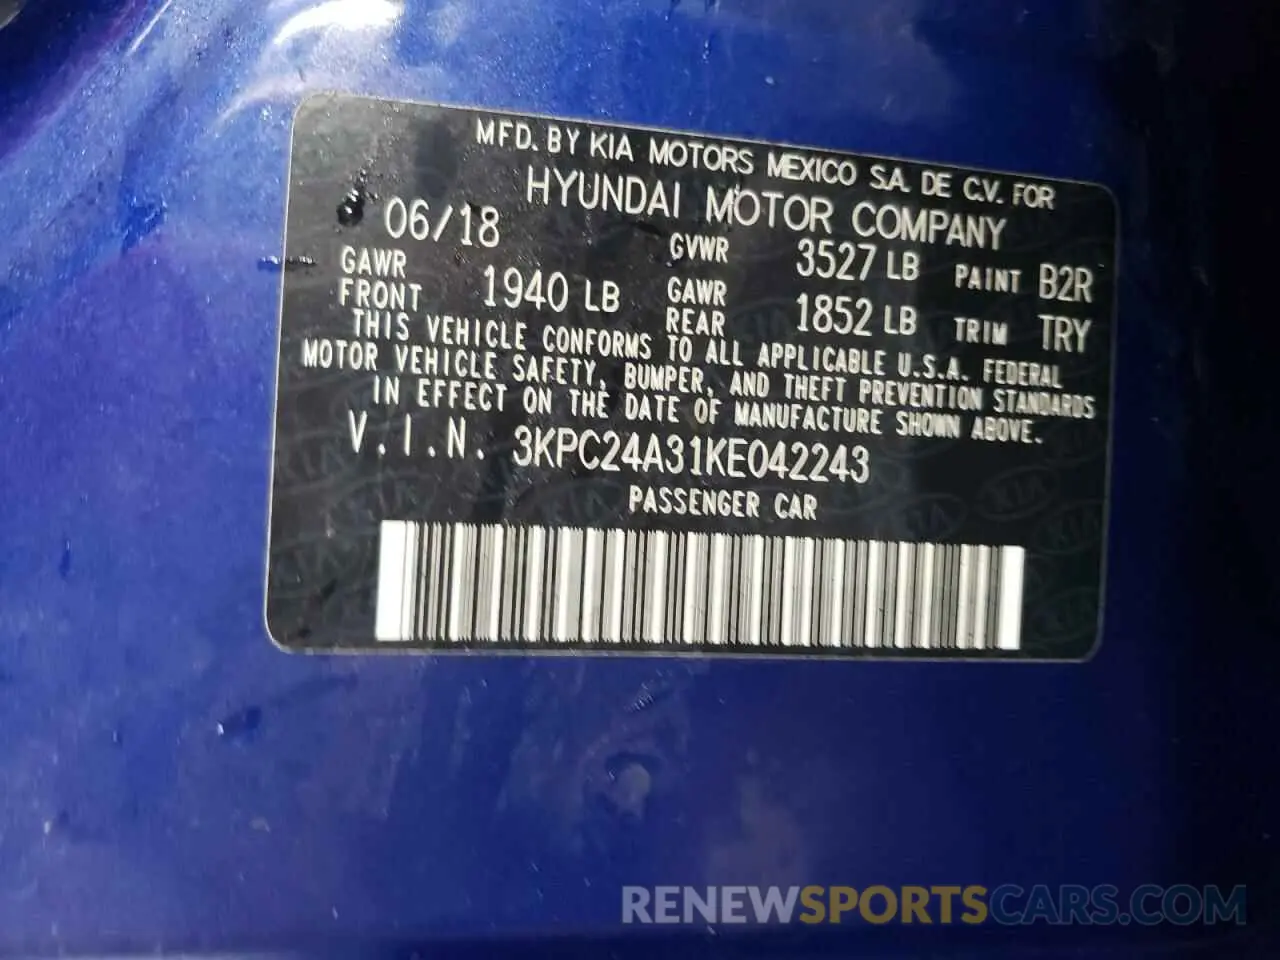 MFD. BY KIA MOTORS MEXICO S.A. DE C.V. FOR
HYUNDAI MOTOR COMPANY
06/18 GVWR 3527 LB PAINT B2R
GAWR FRONT 1940 LB GAWR REAR 1852 LB TRIM TRY
THIS VEHICLE CONFORMS TO ALL APPLICABLE U.S.A. FEDERAL
MOTOR VEHICLE SAFETY, BUMPER, AND THEFT PREVENTION STANDARDS
IN EFFECT ON THE DATE OF MANUFACTURE SHOWN ABOVE.
V.I.N. 3KPC24A31KE042243
PASSENGER CAR
RENEWSPORTSCARS.COM